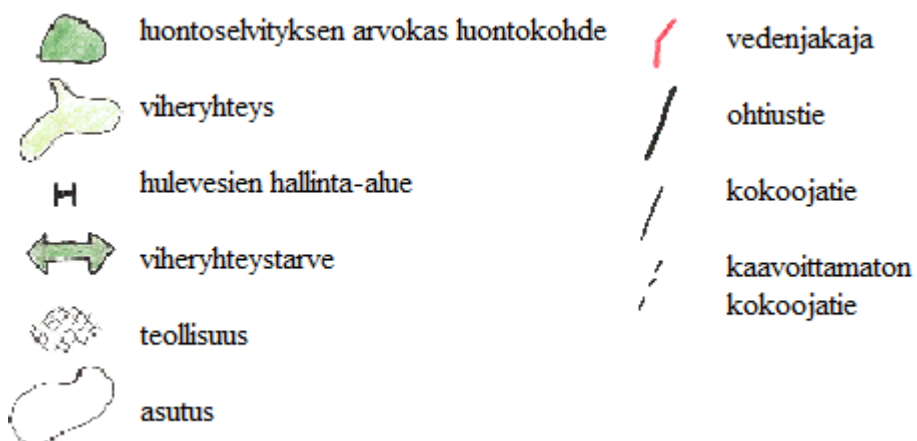 luontoselvityksen arvokas luontokohde
viheryhteys
H
hulevesien hallinta-alue
viheryhteystarve
teollisuus
asutus
vedenjakaja
ohtiustie
kokoojatie
kaavoittamaton
kokoojatie